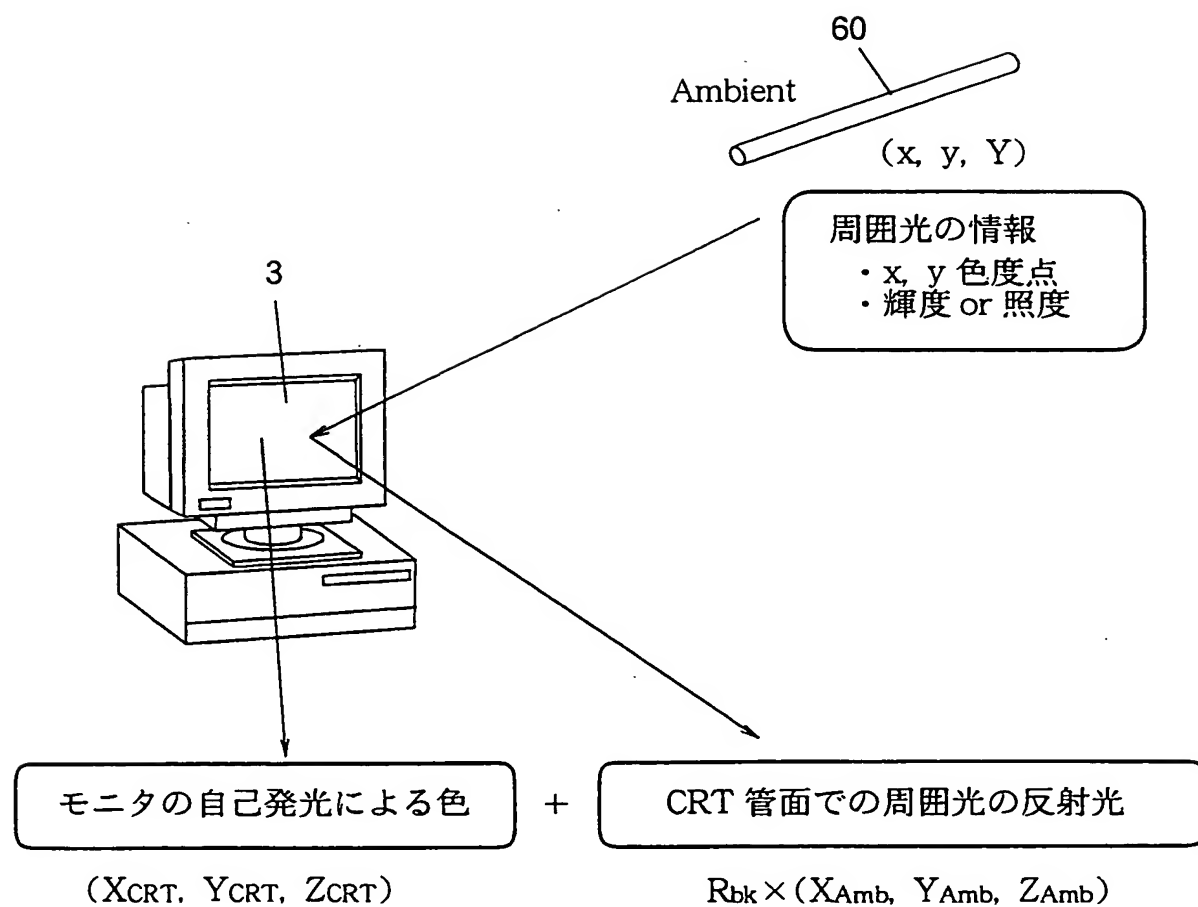 60
Ambient
(x, y, Y)
周囲光の情報
・x, y 色度点
・輝度 or 照度
3
モニタの自己発光による色 + CRT 管面での周囲光の反射光
(XCRT, YCRT, ZCRT) Rbk×(XAmb, YAmb, ZAmb)